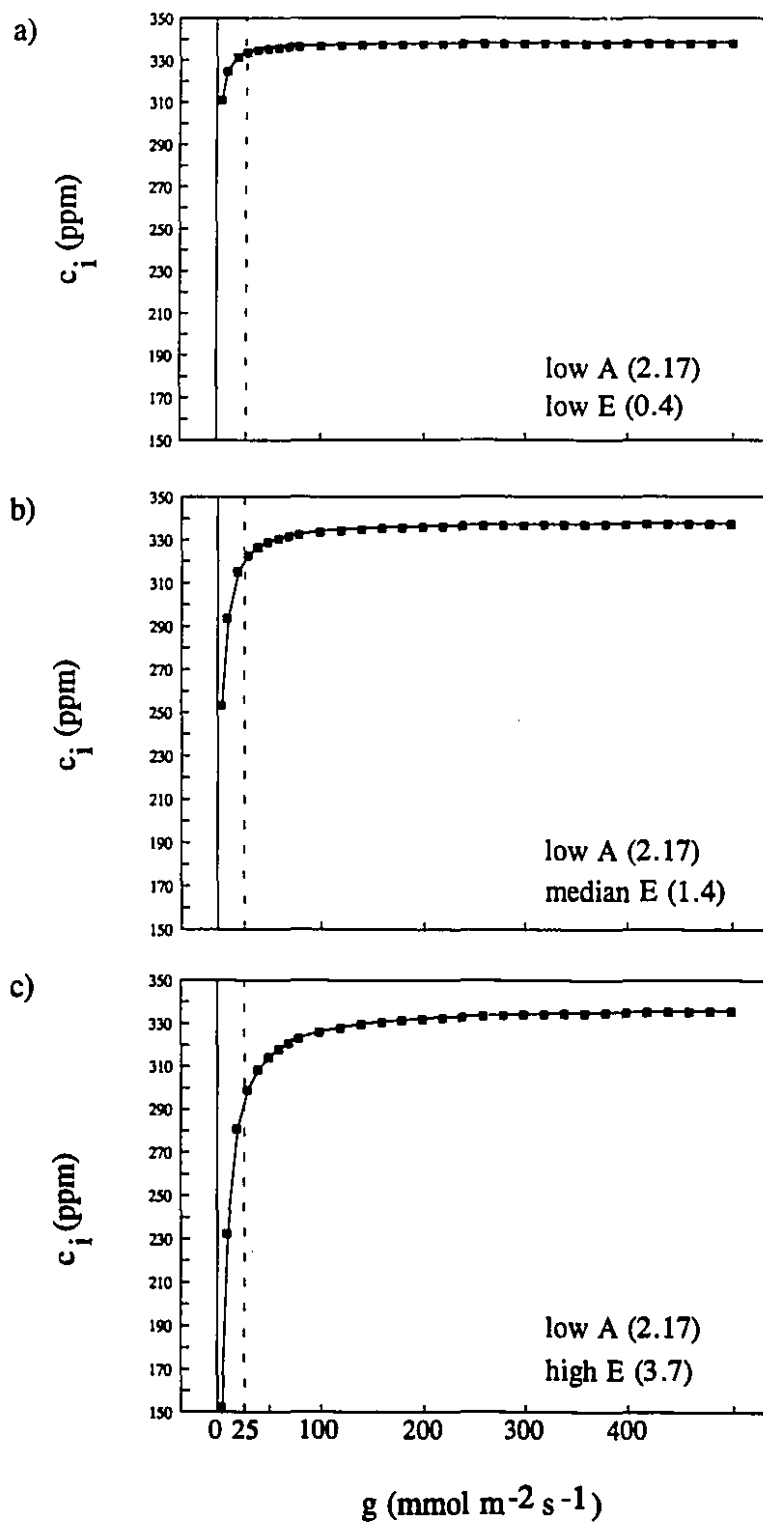 a)
350
330
310
290
270
250
230
210
190
170
150
c_i (ppm)
low A (2.17)
low E (0.4)
b)
350
330
310
290
270
250
230
210
190
170
150
c_i (ppm)
low A (2.17)
median E (1.4)
c)
350
330
310
290
270
250
230
210
190
170
150
c_i (ppm)
low A (2.17)
high E (3.7)
0 25 100 200 300 400
g (mmol m⁻² s⁻¹)